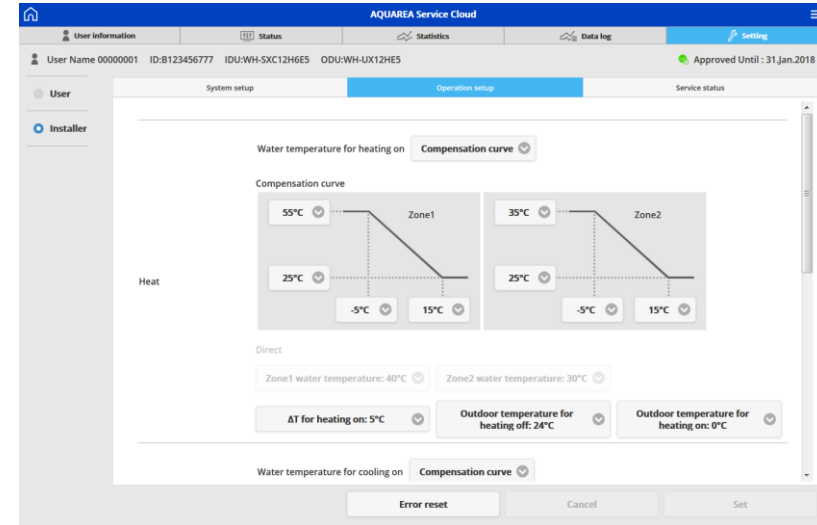 AQUAREA Service Cloud
User information
Status
Statistics
Data log
Setting
User Name 00000001 ID:B123456777 IDU:WH-SXC12H6E5 ODU:WH-UX12HE5
Approved Until : 31.Jan.2018
User
Installer
System setup
Operation setup
Service status
Water temperature for heating on Compensation curve
Compensation curve
55°C
Zone1
25°C
-5°C 15°C
35°C
Zone2
25°C
-5°C 15°C
Heat
Direct
Zone1 water temperature: 40°C
Zone2 water temperature: 30°C
ΔT for heating on: 5°C
Outdoor temperature for
heating off: 24°C
Outdoor temperature for
heating on: 0°C
Water temperature for cooling on Compensation curve
Error reset
Cancel
Set